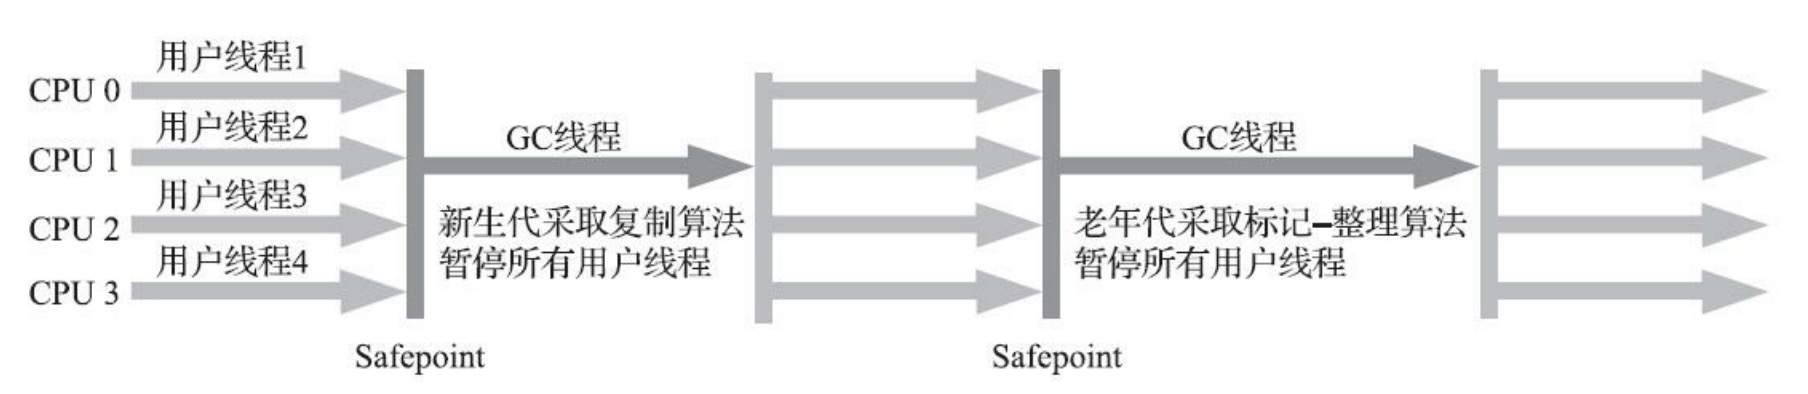 用户线程1
CPU 0
用户线程2
CPU 1
用户线程3
CPU 2
用户线程4
CPU 3
GC线程
新生代采取复制算法
暂停所有用户线程
Safepoint
GC线程
老年代采取标记–整理算法
暂停所有用户线程
Safepoint